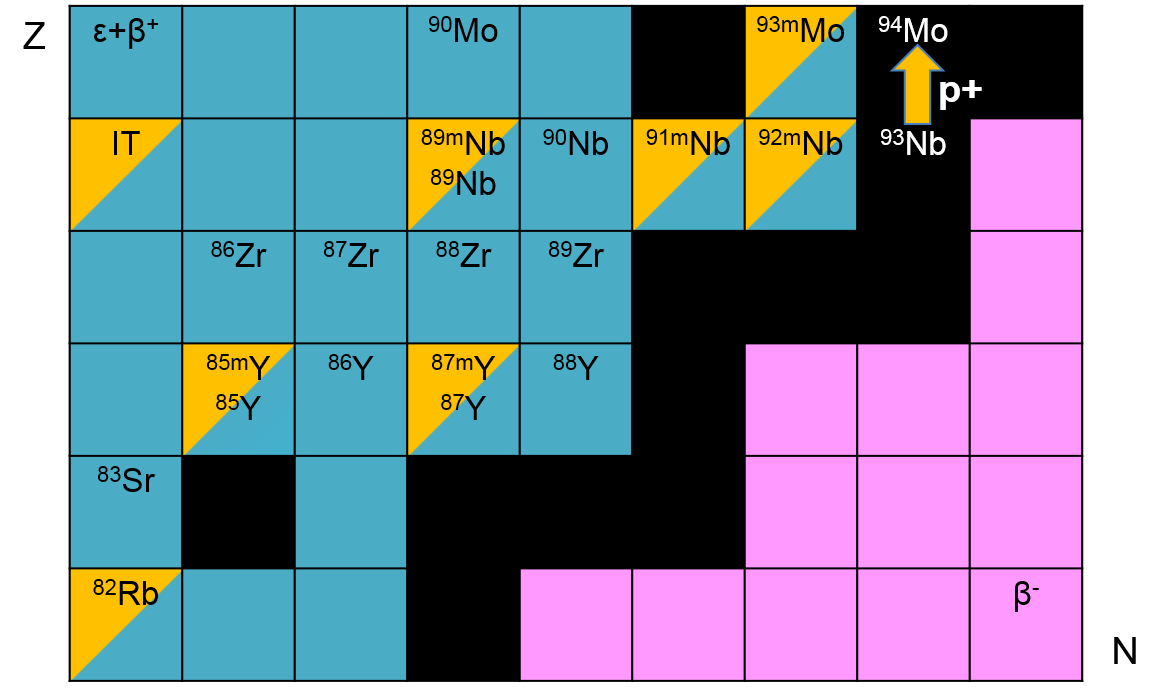 Z
ε+β⁺ ⁹⁰Mo ⁹³ᵐMo ⁹⁴Mo
p+
IT ⁸⁹ᵐNb ⁹⁰Nb ⁹¹ᵐNb ⁹²ᵐNb ⁹³Nb
⁸⁹Nb
⁸⁶Zr ⁸⁷Zr ⁸⁸Zr ⁸⁹Zr
⁸⁵ᵐY ⁸⁶Y ⁸⁷ᵐY ⁸⁸Y
⁸⁵Y ⁸⁷Y
⁸³Sr
⁸²Rb β⁻
N